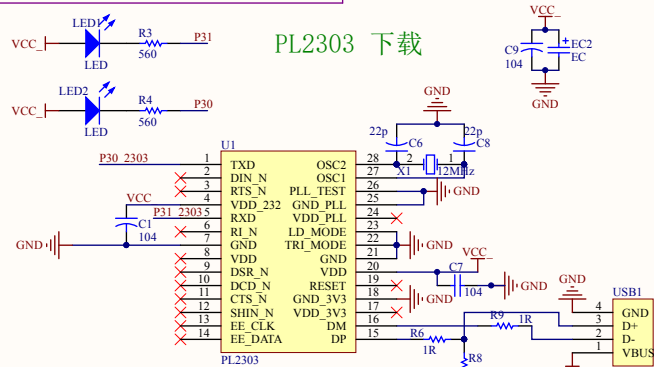 LED1
R3
P31
VCC_
LED
560
PL2303 下载
LED2
R4
P30
VCC_
LED
560
VCC_
C9
104
EC2
EC
GND
GND
22p
C6
22p
C8
2
1
X1
12MHz
U1
P30_2303
VCC
P31_2303
C1
104
GND
1 TXD
2 DIN_N
3 RTS_N
4 VDD_232
5 RXD
6 RI_N
7 GND
8 VDD
9 DSR_N
10 DCD_N
11 CTS_N
12 SHIN_N
13 EE_CLK
14 EE_DATA
OSC2 28
OSC1 27
PLL_TEST 26
GND_PLL 25
VDD_PLL 24
LD_MODE 23
TRI_MODE 22
GND 21
VDD 20
RESET 19
GND_3V3 18
VDD_3V3 17
DM 16
DP 15
PL2303
GND
GND
VCC_
C7
104
GND
GND
R9
1R
R6
1R
R8
GND
USB1
4 GND
3 D+
2 D-
1 VBUS